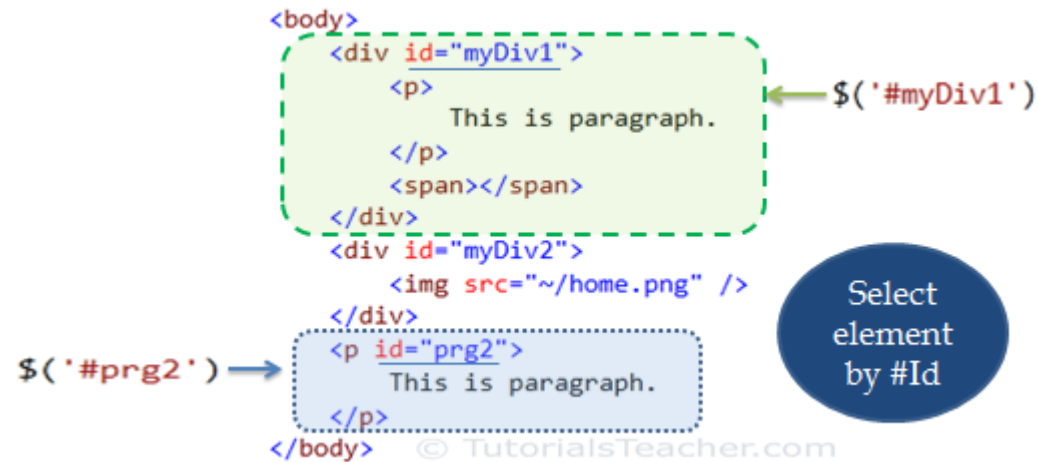 <body>
<div id="myDiv1">
<p>
This is paragraph.
</p>
<span></span>
</div>
$('#myDiv1')
<div id="myDiv2">
<img src="~/home.png" />
</div>
<p id="prg2">
This is paragraph.
</p>
</body>
$('#prg2')
Select
element
by #Id
© TutorialsTeacher.com